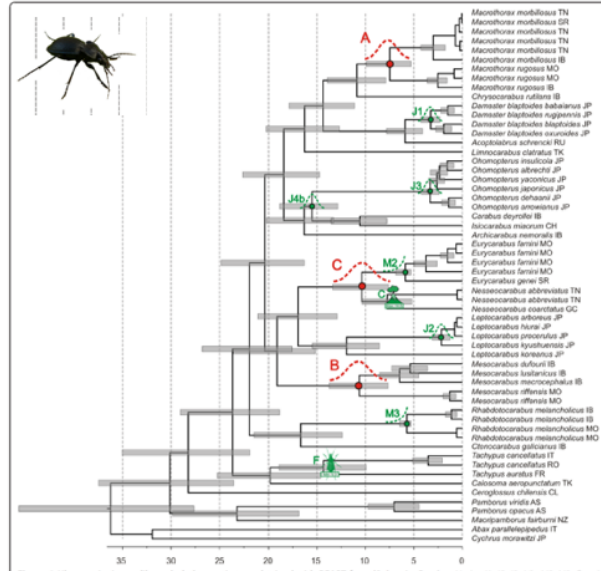 Macrothorax morbillosus TN
Macrothorax morbillosus SR
Macrothorax morbillosus TN
Macrothorax morbillosus TN
Macrothorax morbillosus TN
Macrothorax morbillosus IB
Macrothorax rugosus MO
Macrothorax rugosus MO
Macrothorax rugosus IB
Chrysocarabus rutilans IB
Damaster blaptoides babaianus JP
Damaster blaptoides rugipennis JP
Damaster blaptoides blaptoides JP
Damaster blaptoides oxuroides JP
Acoptolabrus schrencki RU
Limnocarabus clatratus TK
Ohomopterus insulicola JP
Ohomopterus albrechti JP
Ohomopterus yaconicus JP
Ohomopterus japonicus JP
Ohomopterus dehaanii JP
Ohomopterus arrowianus JP
Carabus deyrollei IB
Isiocarabus miaorum CH
Archicarabus nemoralis IB
Eurycarabus famini MO
Eurycarabus famini MO
Eurycarabus famini MO
Eurycarabus famini MO
Eurycarabus genei SR
Nesaeocarabus abbreviatus TN
Nesaeocarabus abbreviatus TN
Nesaeocarabus coarctatus GC
Leptocarabus arboreus JP
Leptocarabus hiurai JP
Leptocarabus procerulus JP
Leptocarabus kyushuensis JP
Leptocarabus koreanus JP
Mesocarabus dufourii IB
Mesocarabus lusitanicus IB
Mesocarabus macrocephalus IB
Mesocarabus riffensis MO
Mesocarabus riffensis MO
Rhabdotocarabus melancholicus IB
Rhabdotocarabus melancholicus IB
Rhabdotocarabus melancholicus MO
Rhabdotocarabus melancholicus MO
Ctenocarabus galicianus IB
Tachypus cancellatus IT
Tachypus cancellatus RO
Tachypus auratus FR
Calosoma aeropunctatum TK
Ceroglossus chilensis CL
Pamborus viridis AS
Pamborus opacus AS
Maoripamborus fairburni NZ
Abax parallelepipedus IT
Cychrus morawitzi JP
A
J1
J3
J4b
C
M2
C
J2
B
M3
F
35 30 25 20 15 10 5 0